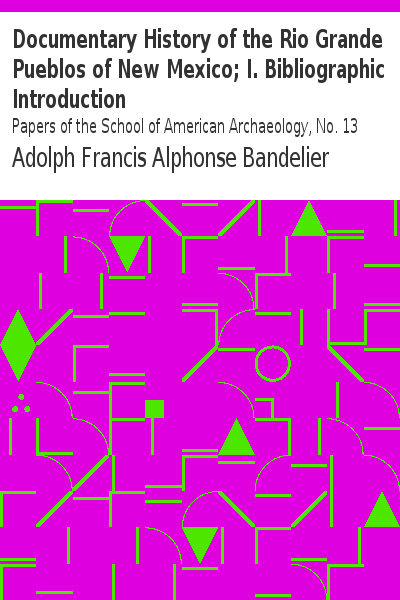 Documentary History of the Rio Grande
Pueblos of New Mexico; I. Bibliographic
Introduction
Papers of the School of American Archaeology, No. 13
Adolph Francis Alphonse Bandelier